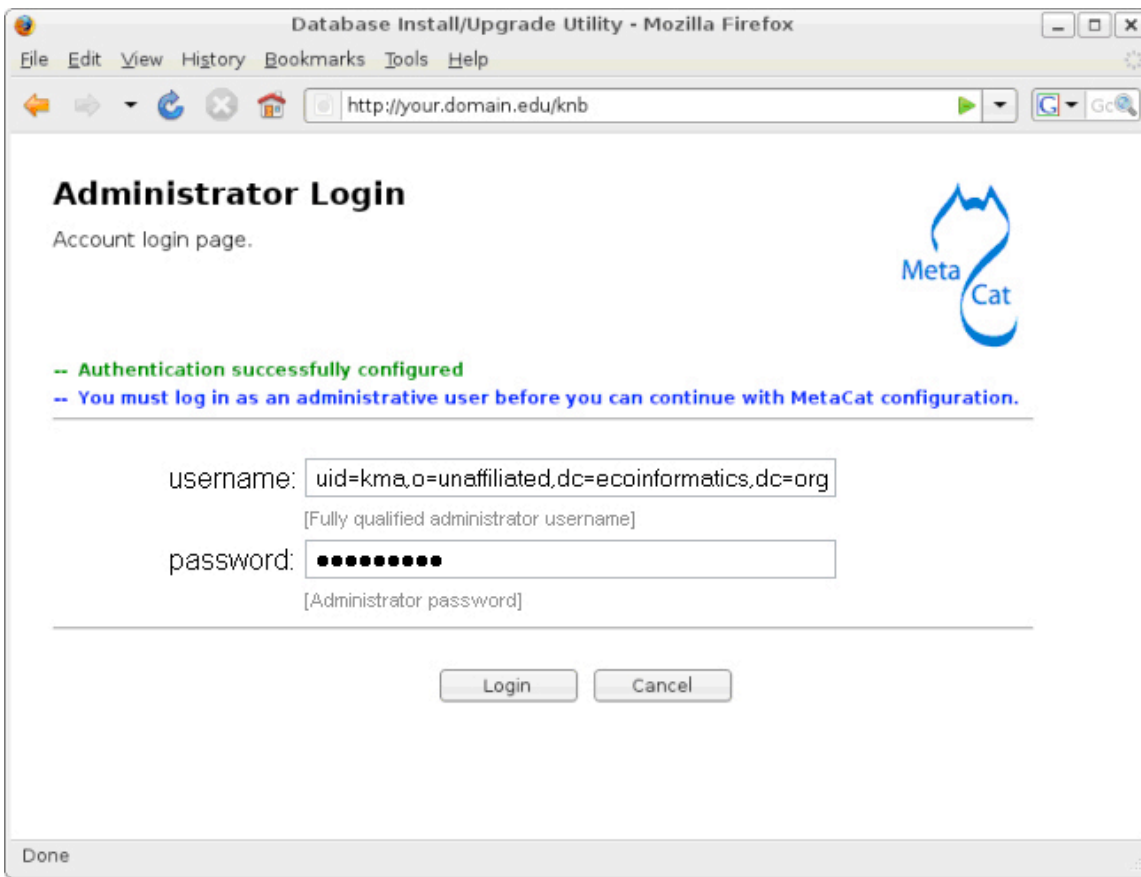 Database Install/Upgrade Utility - Mozilla Firefox
File Edit View History Bookmarks Tools Help
http://your.domain.edu/knb
G Go
Administrator Login
Account login page.
Meta
Cat
-- Authentication successfully configured
-- You must log in as an administrative user before you can continue with MetaCat configuration.
username: uid=kma,o=unaffiliated,dc=ecoinformatics,dc=org
[Fully qualified administrator username]
password: ●●●●●●●●●
[Administrator password]
Login Cancel
Done